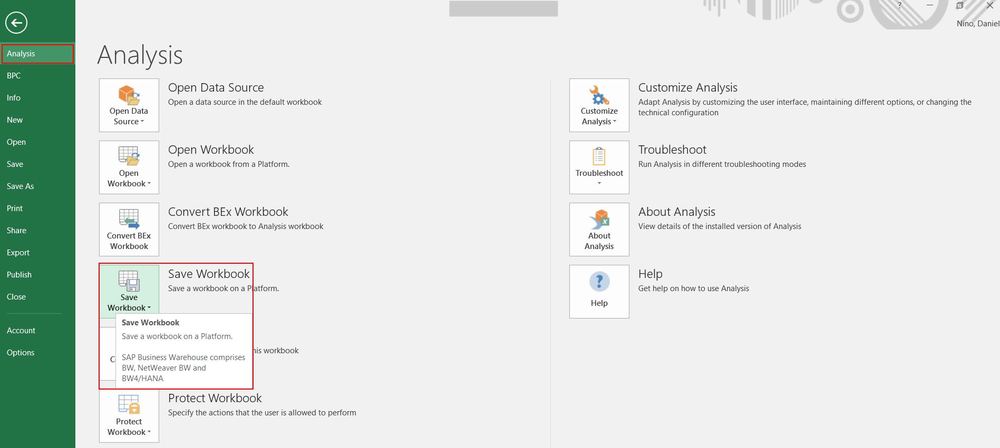 ?
Nino, Daniel
Analysis
BPC
Info
New
Open
Save
Save As
Print
Share
Export
Publish
Close
Account
Options
Analysis
Open Data
Source
Open Data Source
Open a data source in the default workbook
Open
Workbook
Open Workbook
Open a workbook from a Platform.
Convert BEx
Workbook
Convert BEx Workbook
Convert BEx workbook to Analysis workbook
Save
Workbook
Save Workbook
Save a workbook on a Platform.
Save Workbook
Save a workbook on a Platform.
SAP Business Warehouse comprises
BW, NetWeaver BW and
BW4/HANA
workbook
Protect
Workbook
Protect Workbook
Specify the actions that the user is allowed to perform
Customize
Analysis
Customize Analysis
Adapt Analysis by customizing the user interface, maintaining different options, or changing the
technical configuration
Troubleshoot
Troubleshoot
Run Analysis in different troubleshooting modes
About
Analysis
About Analysis
View details of the installed version of Analysis
Help
Help
Get help on how to use Analysis